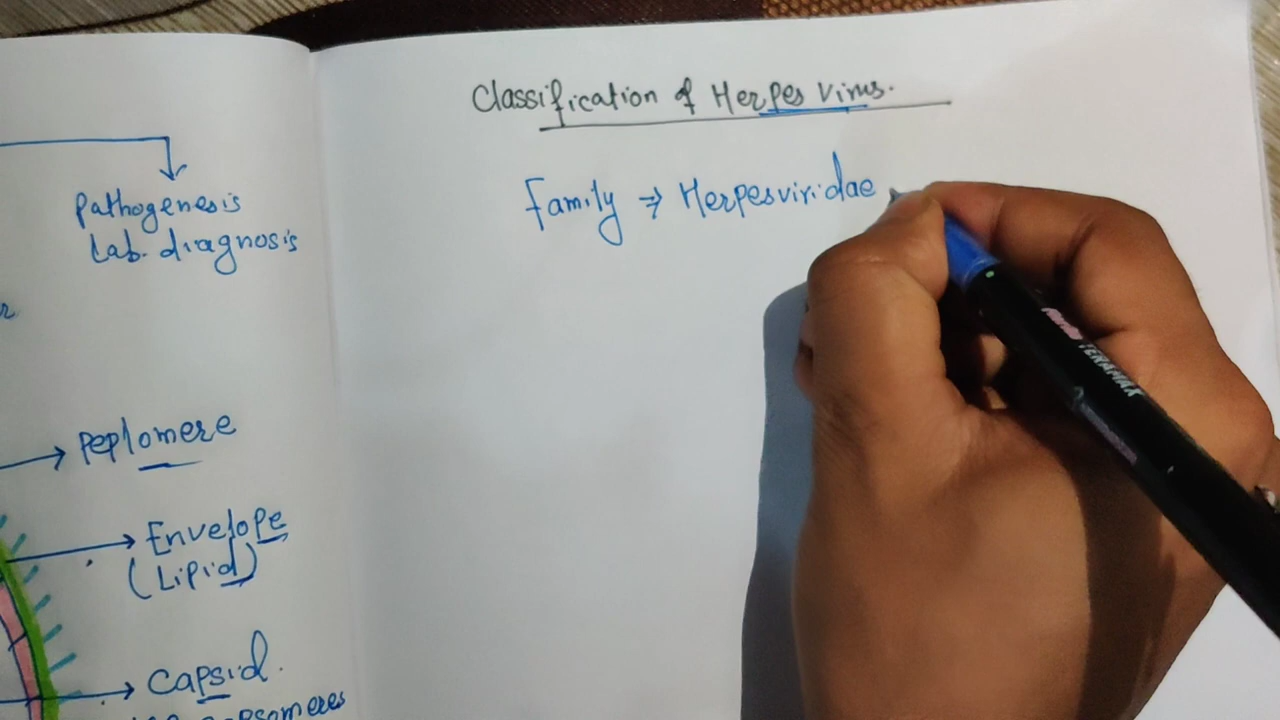 Pathogenesis
Lab. diagnosis
Peplomere
Envelope
(Lipid)
Capsid.
Classification of Herpes Virus.
Family ⇒ Herpesviridae